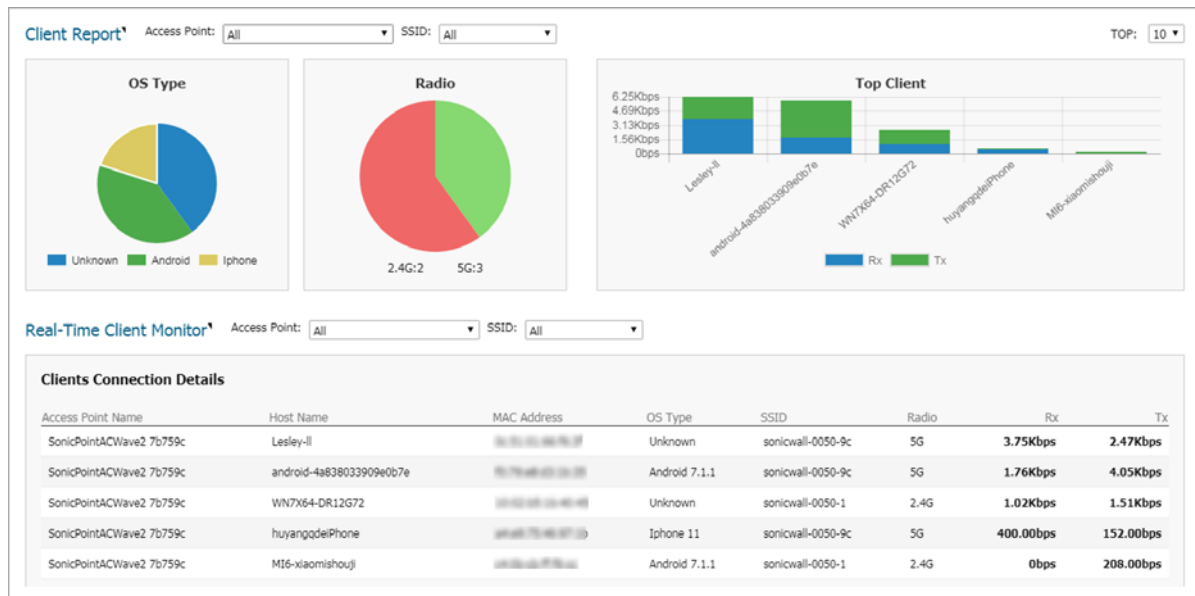 Client Report Access Point: All SSID: All TOP: 10
OS Type
Unknown Android Iphone
Radio
2.4G:2 5G:3
Top Client
6.25Kbps
4.69Kbps
3.13Kbps
1.56Kbps
0bps
Lesley-ll
android-4a838033909e0b7e
WN7X64-DR12G72
huyangqdeiPhone
MI6-xiaomishouji
Rx Tx
Real-Time Client Monitor Access Point: All SSID: All
Clients Connection Details
Access Point Name Host Name MAC Address OS Type SSID Radio Rx Tx
SonicPointACWave2 7b759c Lesley-ll Unknown sonicwall-0050-9c 5G 3.75Kbps 2.47Kbps
SonicPointACWave2 7b759c android-4a838033909e0b7e Android 7.1.1 sonicwall-0050-9c 5G 1.76Kbps 4.05Kbps
SonicPointACWave2 7b759c WN7X64-DR12G72 Unknown sonicwall-0050-1 2.4G 1.02Kbps 1.51Kbps
SonicPointACWave2 7b759c huyangqdeiPhone Iphone 11 sonicwall-0050-9c 5G 400.00bps 152.00bps
SonicPointACWave2 7b759c MI6-xiaomishouji Android 7.1.1 sonicwall-0050-1 2.4G 0bps 208.00bps